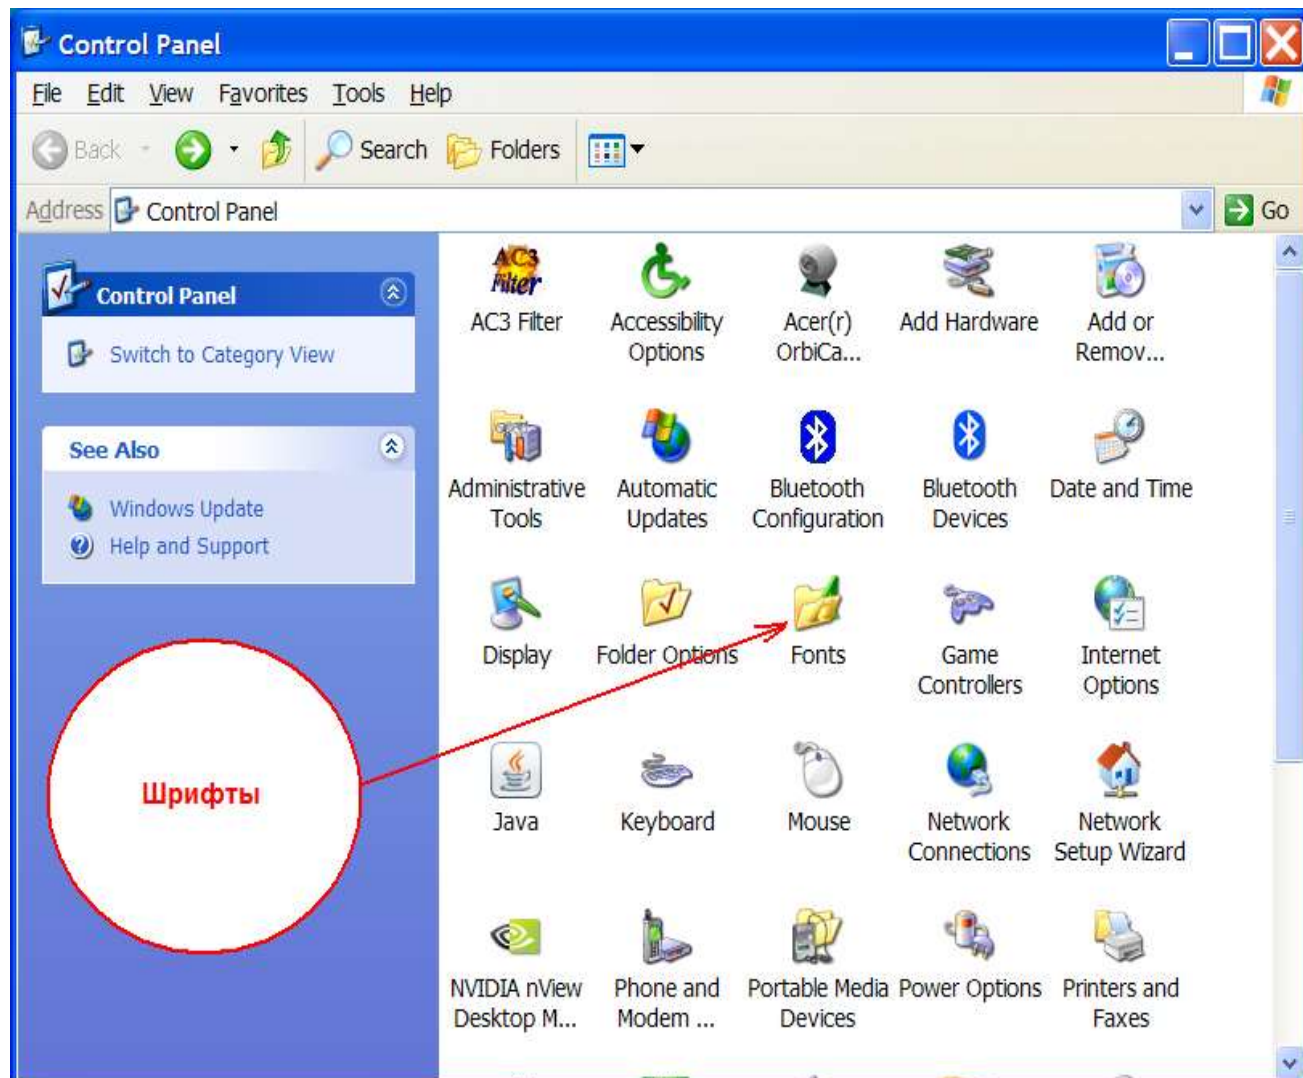 Control Panel
File Edit View Favorites Tools Help
Back Search Folders
Address Control Panel Go
Control Panel
Switch to Category View
See Also
Windows Update
Help and Support
Шрифты
AC3 Filter
AC3 Filter
Accessibility
Options
Acer(r)
OrbiCa...
Add Hardware
Add or
Remov...
Administrative
Tools
Automatic
Updates
Bluetooth
Configuration
Bluetooth
Devices
Date and Time
Display
Folder Options
Fonts
Game
Controllers
Internet
Options
Java
Keyboard
Mouse
Network
Connections
Network
Setup Wizard
NVIDIA nView
Desktop M...
Phone and
Modem ...
Portable Media
Devices
Power Options
Printers and
Faxes